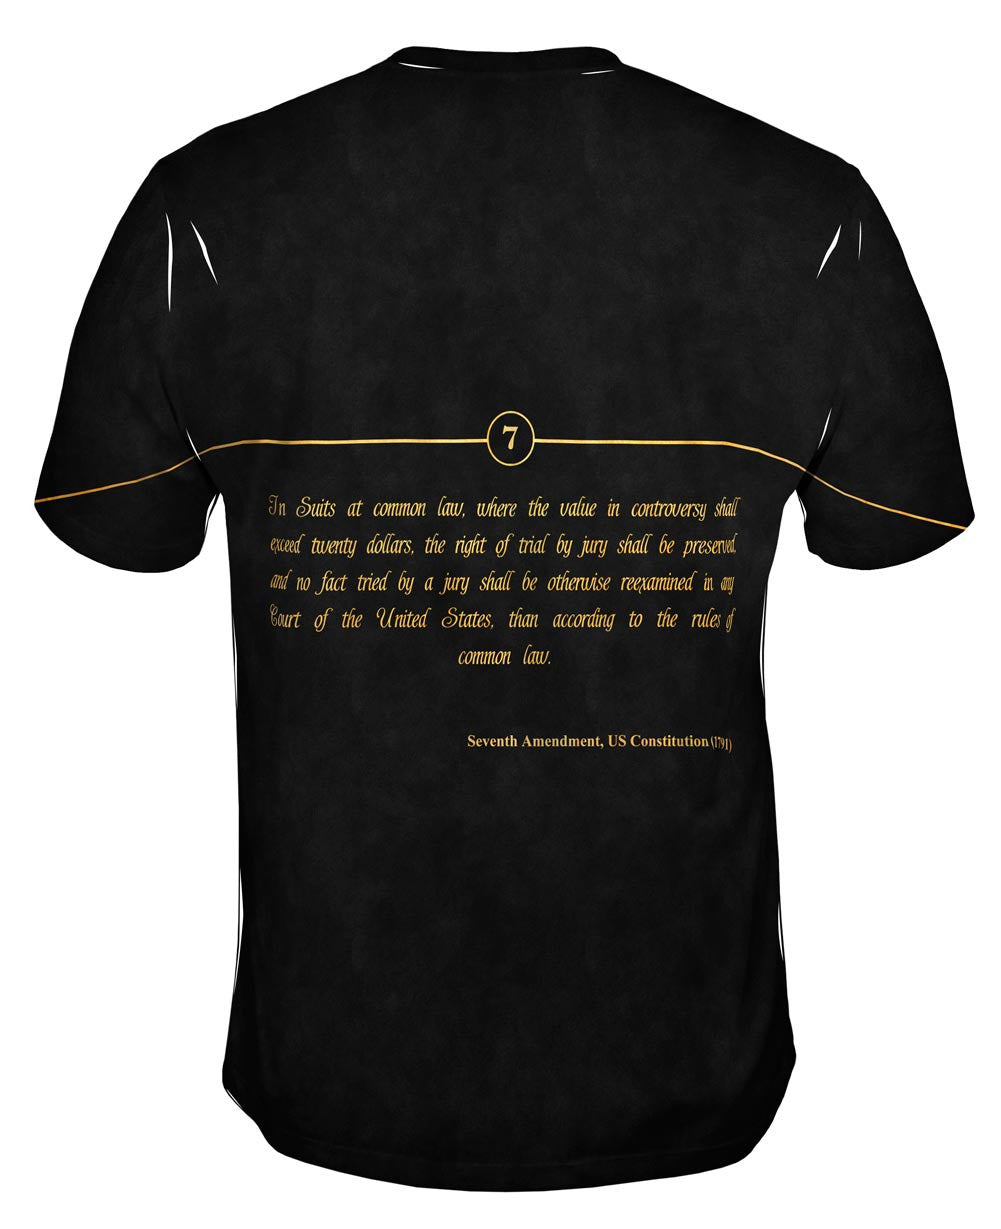 7
In Suits at common law, where the value in controversy shall
exceed twenty dollars, the right of trial by jury shall be preserved,
and no fact tried by a jury shall be otherwise reexamined in any
Court of the United States, than according to the rules of
common law.
Seventh Amendment, US Constitution (1791)